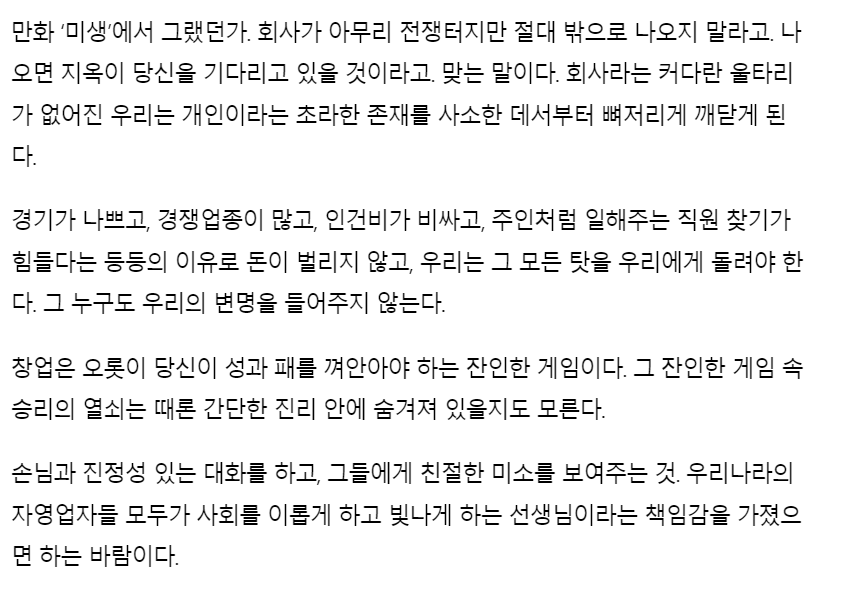 만화 ‘미생’에서 그랬던가. 회사가 아무리 전쟁터지만 절대 밖으로 나오지 말라고. 나
오면 지옥이 당신을 기다리고 있을 것이라고. 맞는 말이다. 회사라는 커다란 울타리
가 없어진 우리는 개인이라는 초라한 존재를 사소한 데서부터 뼈저리게 깨닫게 된
다.
경기가 나쁘고, 경쟁업종이 많고, 인건비가 비싸고, 주인처럼 일해주는 직원 찾기가
힘들다는 등등의 이유로 돈이 벌리지 않고, 우리는 그 모든 탓을 우리에게 돌려야 한
다. 그 누구도 우리의 변명을 들어주지 않는다.
창업은 오롯이 당신이 성과 패를 껴안아야 하는 잔인한 게임이다. 그 잔인한 게임 속
승리의 열쇠는 때론 간단한 진리 안에 숨겨져 있을지도 모른다.
손님과 진정성 있는 대화를 하고, 그들에게 친절한 미소를 보여주는 것. 우리나라의
자영업자들 모두가 사회를 이롭게 하고 빛나게 하는 선생님이라는 책임감을 가졌으
면 하는 바람이다.